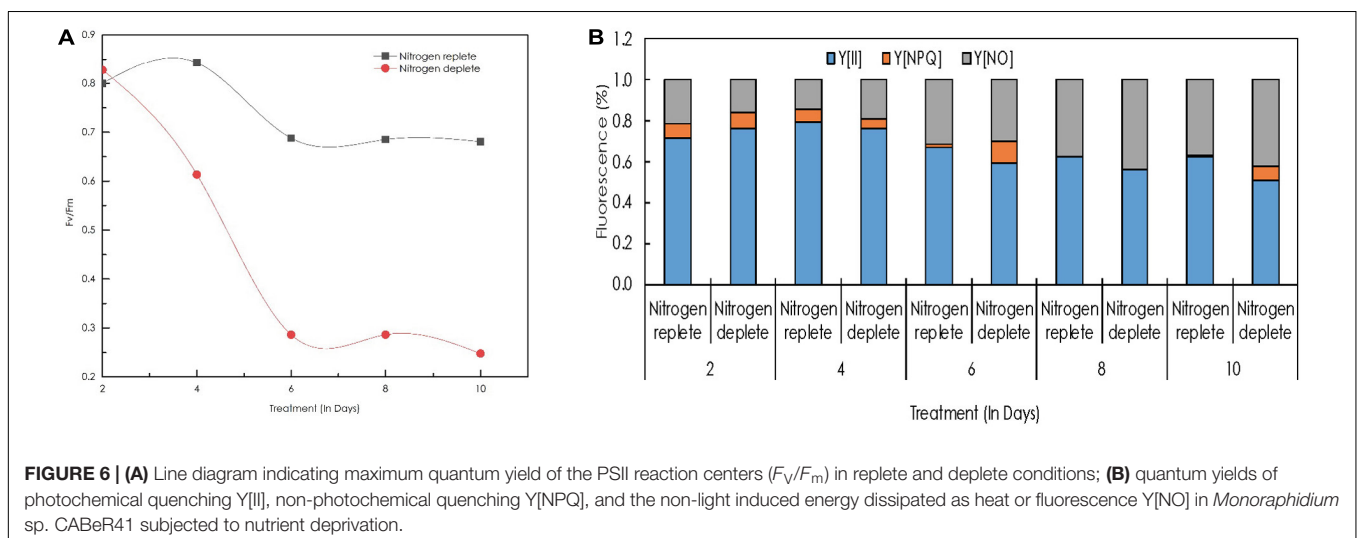 A
Nitrogen replete
Nitrogen deplete
0.9
0.8
0.7
0.6
0.5
0.4
0.3
0.2
Fv/Fm
2 4 6 8 10
Treatment (In Days)
B
Y[II] Y[NPQ] Y[NO]
1.2
1.0
0.8
0.6
0.4
0.2
0.0
Fluorescence (%)
Nitrogen Nitrogen Nitrogen Nitrogen Nitrogen Nitrogen Nitrogen Nitrogen Nitrogen Nitrogen
replete deplete replete deplete replete deplete replete deplete replete deplete
2 4 6 8 10
Treatment (In Days)
FIGURE 6 | (A) Line diagram indicating maximum quantum yield of the PSII reaction centers (FV/Fm) in replete and deplete conditions; (B) quantum yields of
photochemical quenching Y[II], non-photochemical quenching Y[NPQ], and the non-light induced energy dissipated as heat or fluorescence Y[NO] in Monoraphidium
sp. CABeR41 subjected to nutrient deprivation.